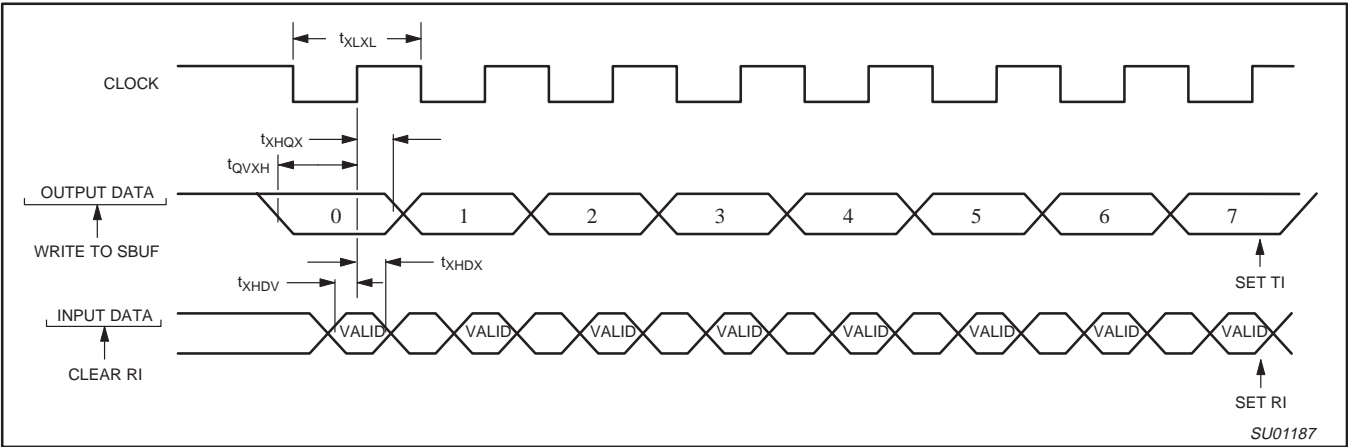 tXLXL
CLOCK
tXHQX
tQVXH
OUTPUT DATA
0 1 2 3 4 5 6 7
WRITE TO SBUF
tXHDX
tXHDV
SET TI
INPUT DATA
VALID VALID VALID VALID VALID VALID VALID VALID
CLEAR RI
SET RI
SU01187